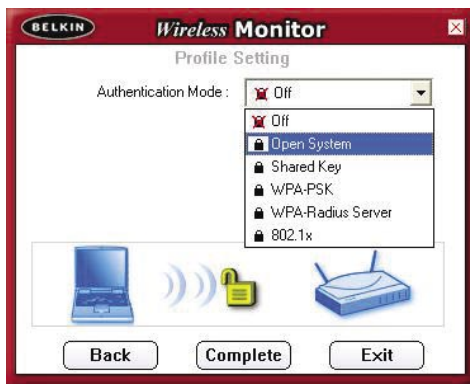 BELKIN Wireless Monitor
Profile Setting
Authentication Mode : Off
Off
Open System
Shared Key
WPA-PSK
WPA-Radius Server
802.1x
Back Complete Exit